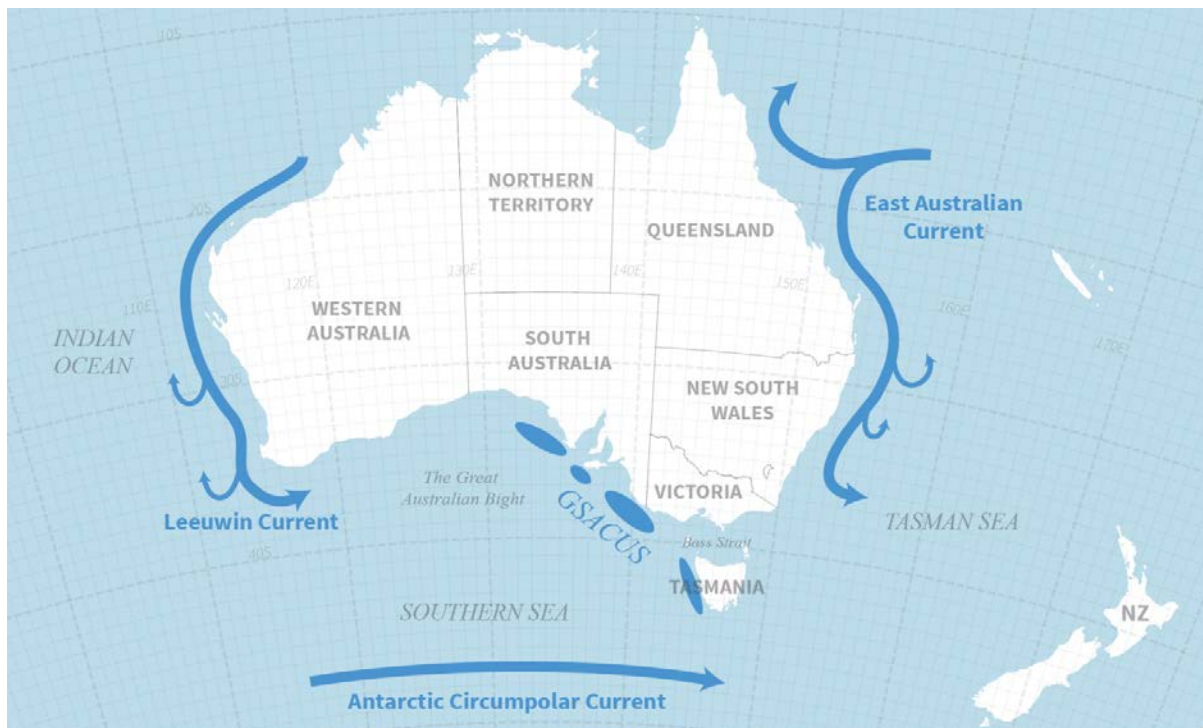 10S
NORTHERN
TERRITORY
East Australian
Current
20S
QUEENSLAND
130E
140E
120E
150E
110E
160E
WESTERN
AUSTRALIA
INDIAN
OCEAN
SOUTH
AUSTRALIA
170E
30S
NEW SOUTH
WALES
The Great
Australian Bight
VICTORIA
GSACUS
Leeuwin Current
TASMAN SEA
Bass Strait
40S
TASMANIA
SOUTHERN SEA
NZ
Antarctic Circumpolar Current